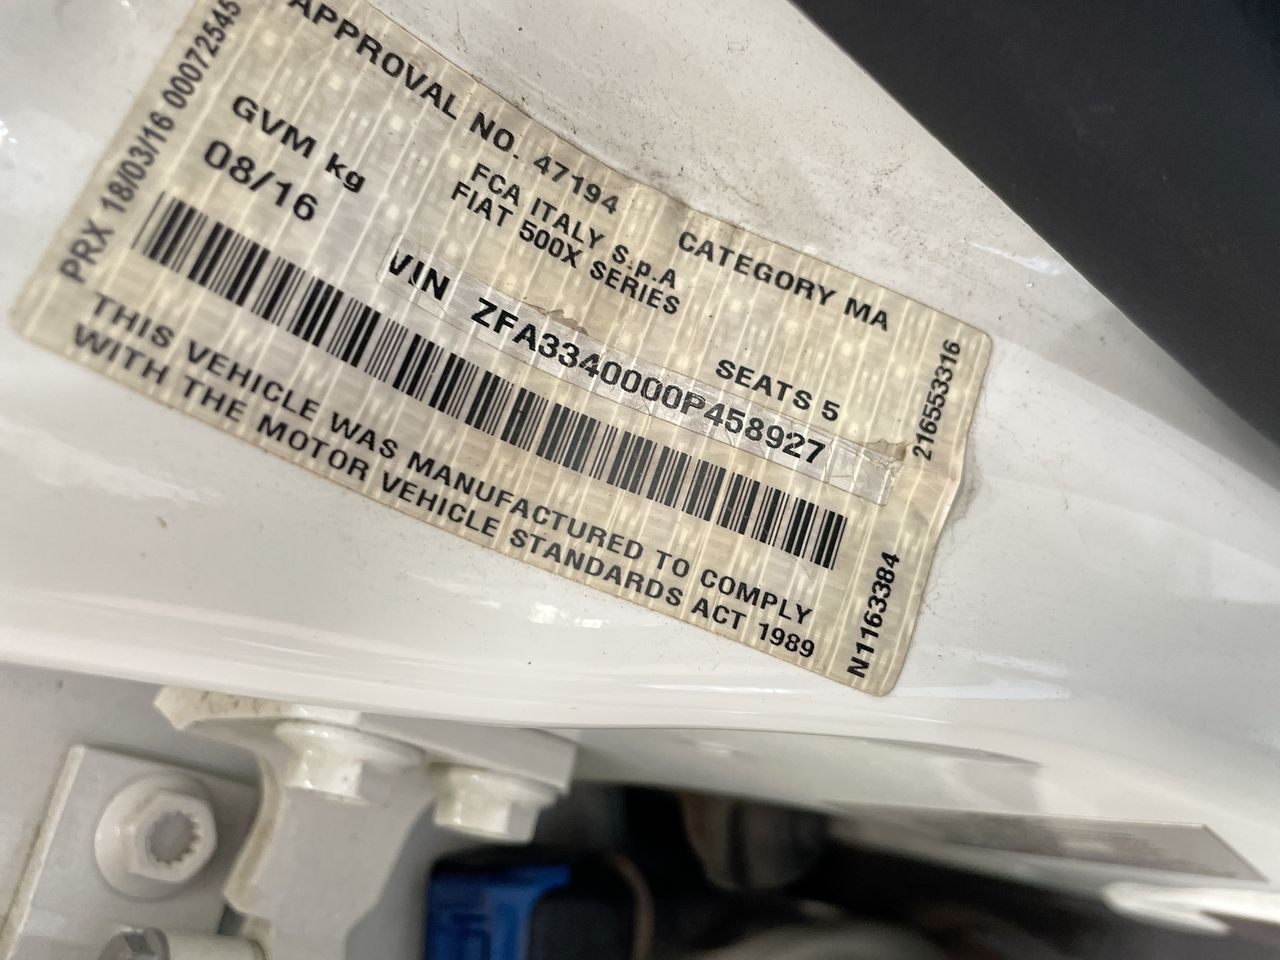 APPROVAL NO. 47194 CATEGORY MA
FCA ITALY S.p.A
FIAT 500X SERIES
GVM kg SEATS 5
08/16
VIN ZFA3340000P458927
THIS VEHICLE WAS MANUFACTURED TO COMPLY
WITH THE MOTOR VEHICLE STANDARDS ACT 1989
PRX 18/03/16 00072545
216553316
N1163384